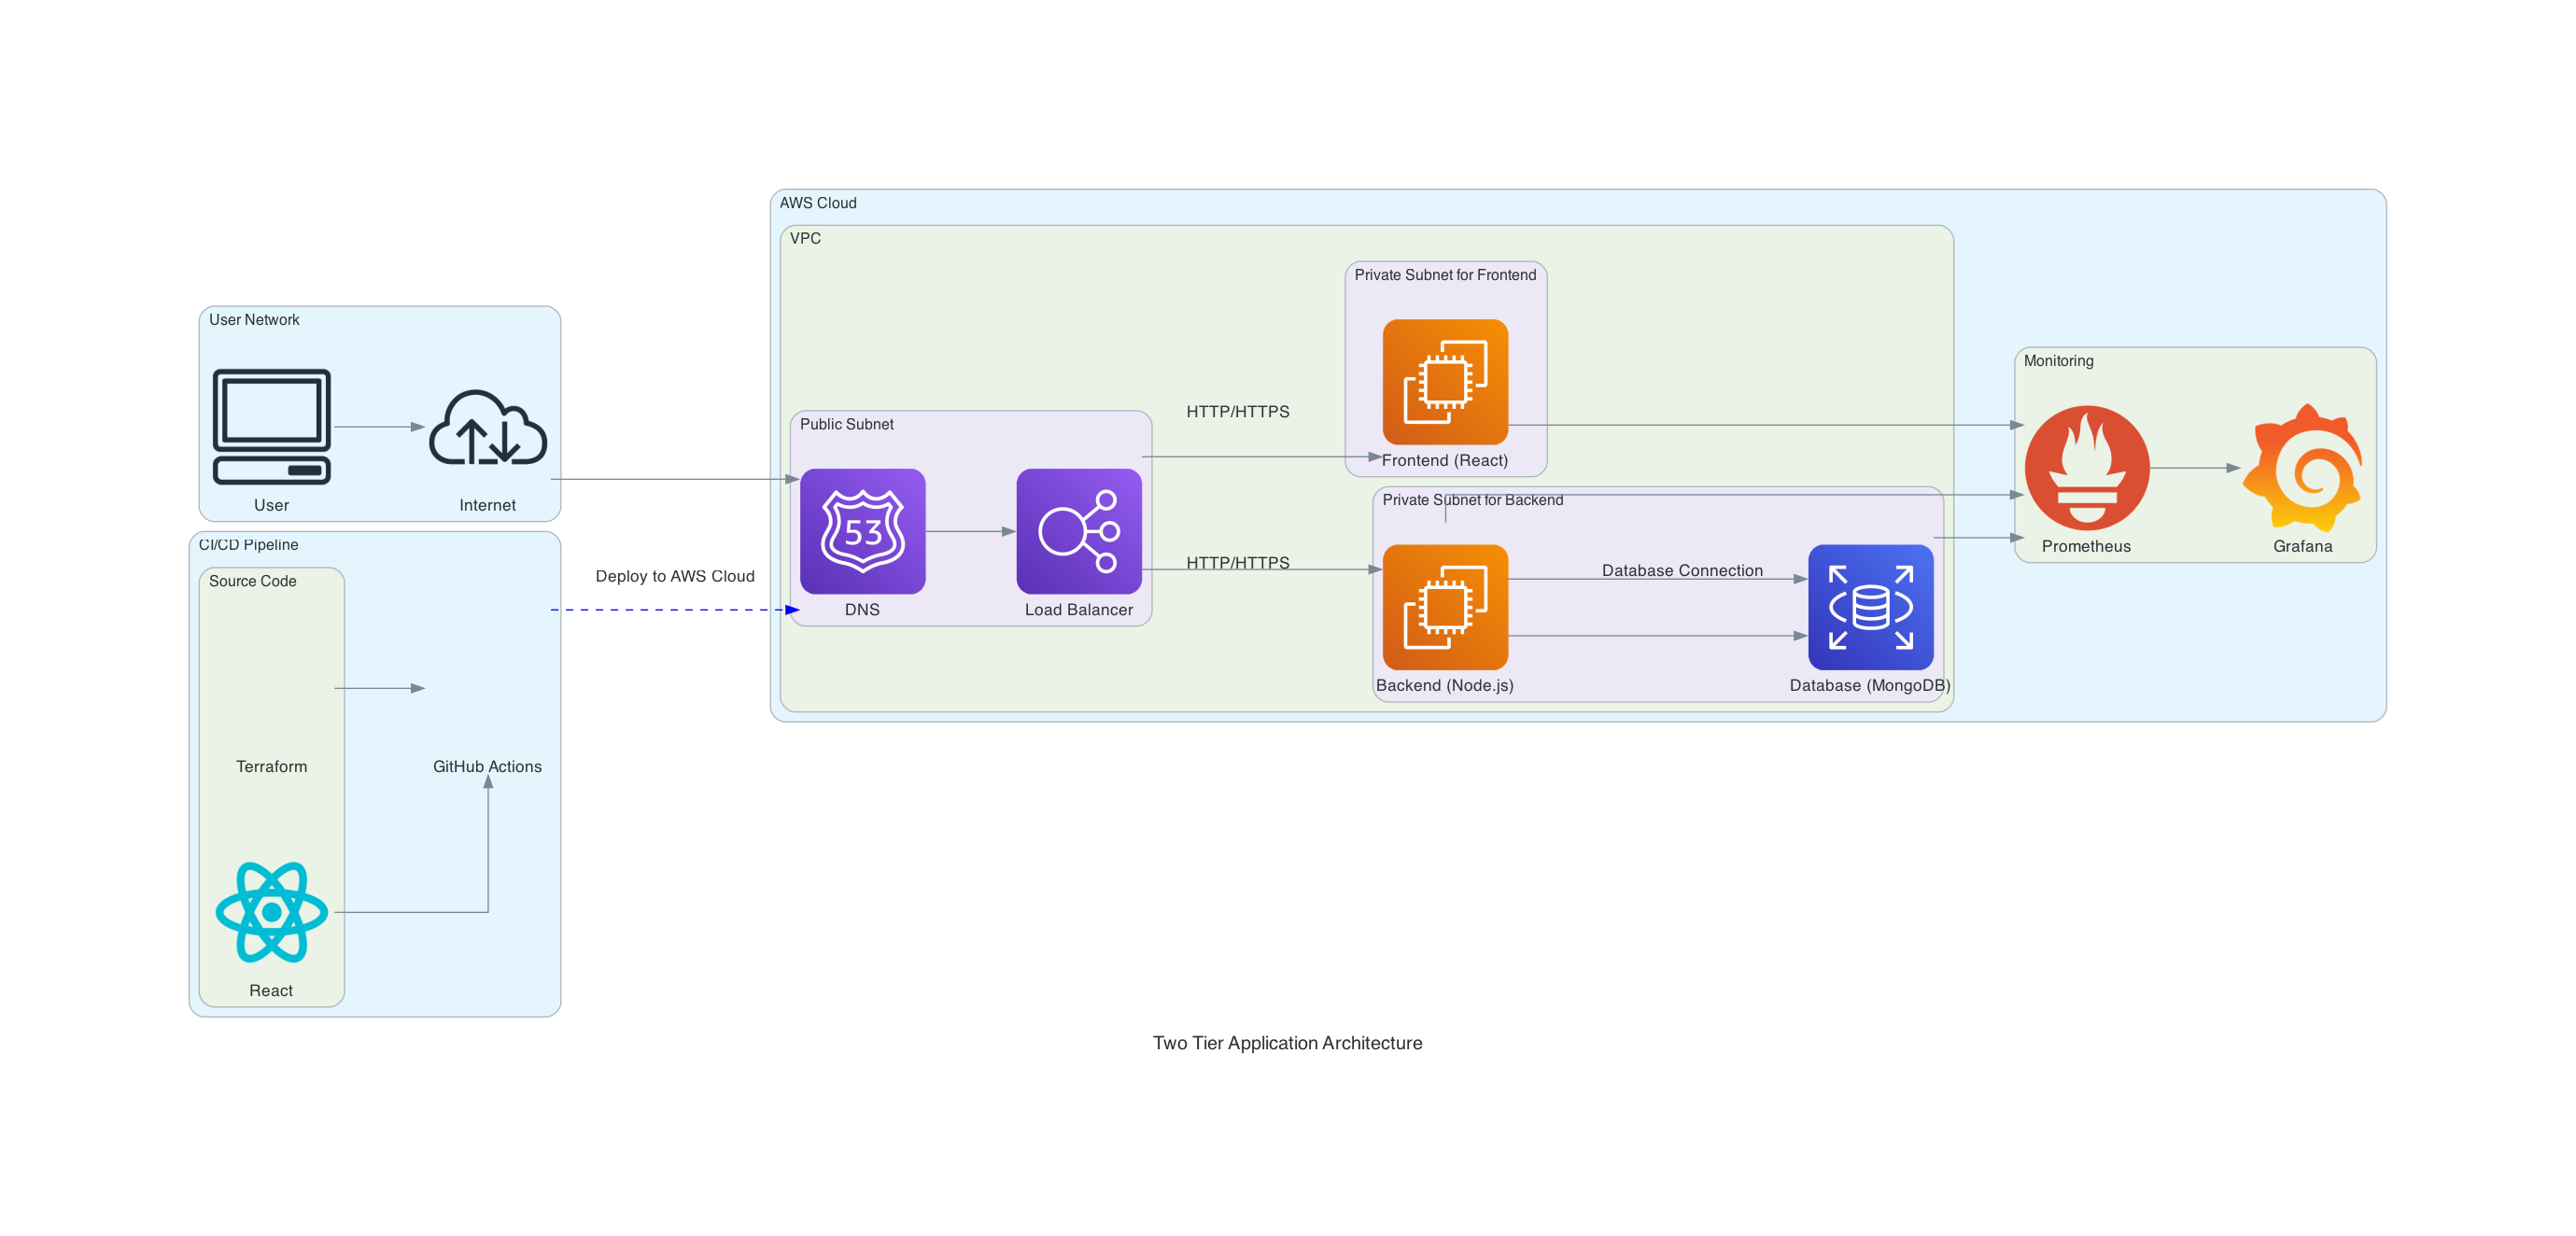 AWS Cloud
VPC
Private Subnet for Frontend
User Network
Monitoring
HTTP/HTTPS
Public Subnet
Frontend (React)
User
Internet
Private Subnet for Backend
53
CI/CD Pipeline
Prometheus
Grafana
HTTP/HTTPS
Database Connection
Deploy to AWS Cloud
Source Code
DNS
Load Balancer
Backend (Node.js)
Database (MongoDB)
Terraform
GitHub Actions
React
Two Tier Application Architecture